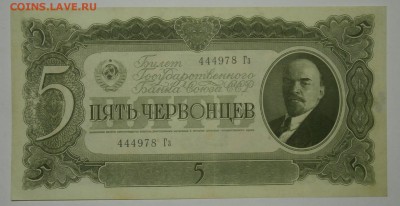 COINS.LAVE.RU
444978 Гз
Билет
Государственного
Банка Союза ССР
5
ПЯТЬ ЧЕРВОНЦЕВ
444978 Гз
5